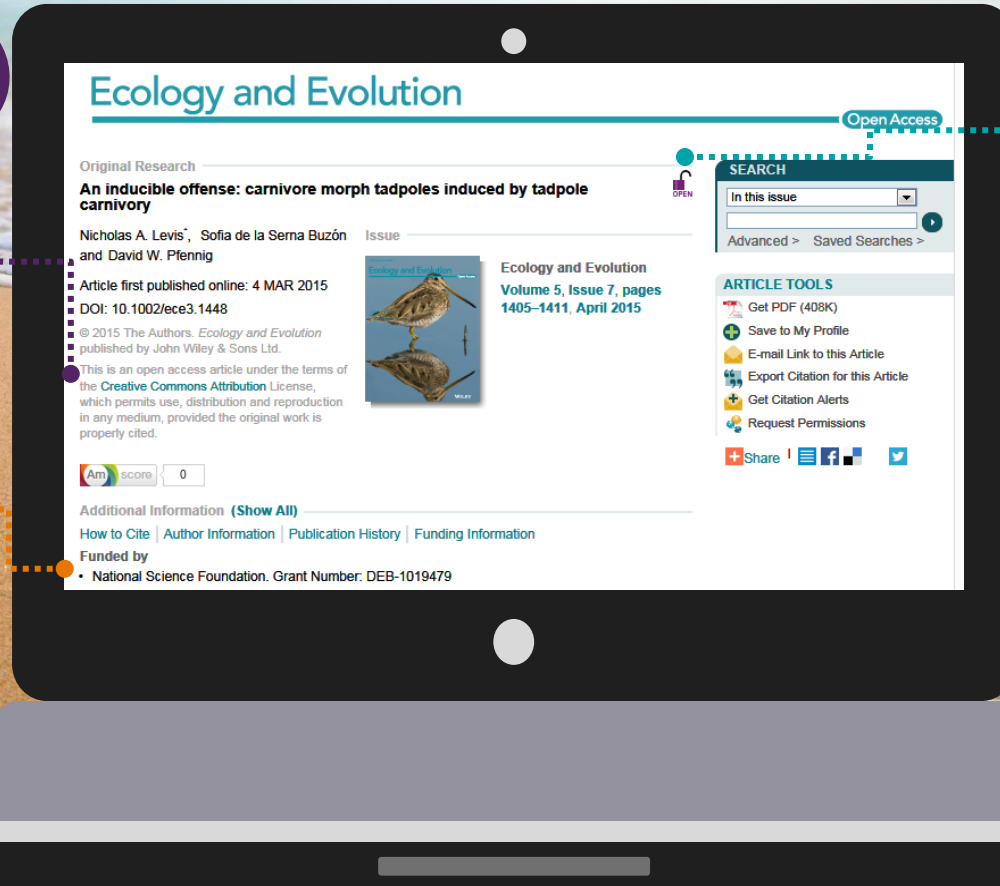 Ecology and Evolution
Open Access
Original Research
An inducible offense: carnivore morph tadpoles induced by tadpole
carnivory
OPEN
Nicholas A. Levis*, Sofia de la Serna Buzón
and David W. Pfennig
Article first published online: 4 MAR 2015
DOI: 10.1002/ece3.1448
© 2015 The Authors. Ecology and Evolution
published by John Wiley & Sons Ltd.
This is an open access article under the terms of
the Creative Commons Attribution License,
which permits use, distribution and reproduction
in any medium, provided the original work is
properly cited.
Issue
Ecology and Evolution
Open Access
WILEY
Ecology and Evolution
Volume 5, Issue 7, pages
1405–1411, April 2015
Am score 0
Additional Information (Show All)
How to Cite | Author Information | Publication History | Funding Information
Funded by
• National Science Foundation. Grant Number: DEB-1019479
SEARCH
In this issue
Advanced > Saved Searches >
ARTICLE TOOLS
Get PDF (408K)
Save to My Profile
E-mail Link to this Article
Export Citation for this Article
Get Citation Alerts
Request Permissions
Share